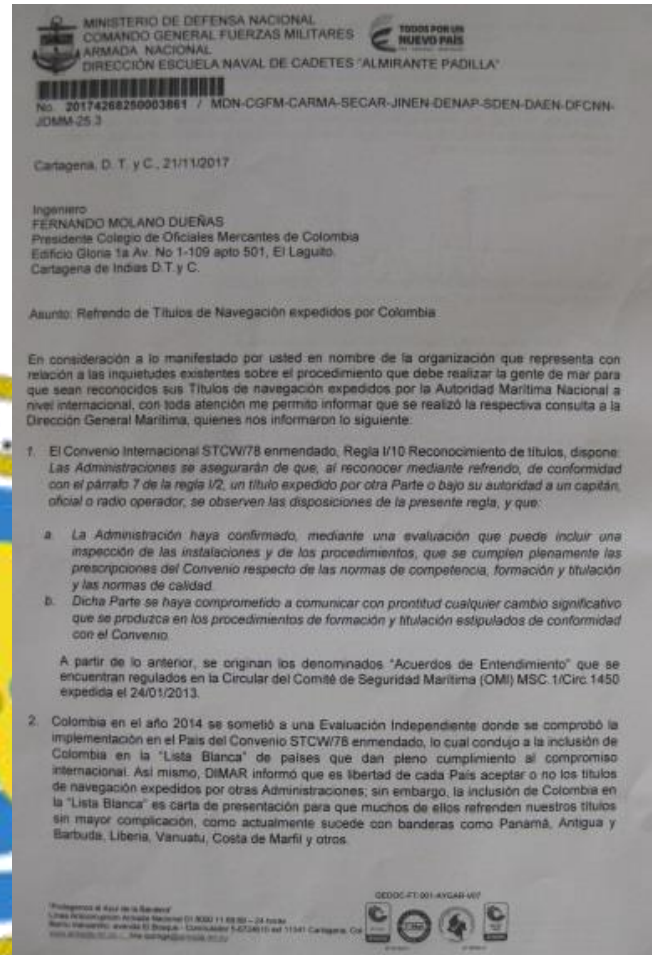 MINISTERIO DE DEFENSA NACIONAL
COMANDO GENERAL FUERZAS MILITARES
ARMADA NACIONAL
DIRECCIÓN ESCUELA NAVAL DE CADETES "ALMIRANTE PADILLA"
TODOS POR UN
NUEVO PAÍS
No. 20174268250003861 / MDN-CGFM-CARMA-SECAR-JINEN-DENAP-SDEN-DAEN-DFCNN-
JDMM-25.3
Cartagena, D. T. y C., 21/11/2017
Ingeniero
FERNANDO MOLANO DUEÑAS
Presidente Colegio de Oficiales Mercantes de Colombia
Edificio Gloria 1a Av. No 1-109 apto 501, El Laguito.
Cartagena de Indias D.T.y C.
Asunto: Refrendo de Títulos de Navegación expedidos por Colombia
En consideración a lo manifestado por usted en nombre de la organización que representa con
relación a las inquietudes existentes sobre el procedimiento que debe realizar la gente de mar para
que sean reconocidos sus Títulos de navegación expedidos por la Autoridad Marítima Nacional a
nivel internacional, con toda atención me permito informar que se realizó la respectiva consulta a la
Dirección General Marítima, quienes nos informaron lo siguiente:
1. El Convenio Internacional STCW/78 enmendado, Regla I/10 Reconocimiento de títulos, dispone:
Las Administraciones se asegurarán de que, al reconocer mediante refrendo, de conformidad
con el párrafo 7 de la regla I/2, un título expedido por otra Parte o bajo su autoridad a un capitán,
oficial o radio operador, se observen las disposiciones de la presente regla, y que:
a. La Administración haya confirmado, mediante una evaluación que puede incluir una
inspección de las instalaciones y de los procedimientos, que se cumplen plenamente las
prescripciones del Convenio respecto de las normas de competencia, formación y titulación
y las normas de calidad.
b. Dicha Parte se haya comprometido a comunicar con prontitud cualquier cambio significativo
que se produzca en los procedimientos de formación y titulación estipulados de conformidad
con el Convenio.
A partir de lo anterior, se originan los denominados "Acuerdos de Entendimiento" que se
encuentran regulados en la Circular del Comité de Seguridad Marítima (OMI) MSC.1/Circ.1450
expedida el 24/01/2013.
2. Colombia en el año 2014 se sometió a una Evaluación Independiente donde se comprobó la
implementación en el País del Convenio STCW/78 enmendado, lo cual condujo a la inclusión de
Colombia en la "Lista Blanca" de países que dan pleno cumplimiento al compromiso
internacional. Así mismo, DIMAR informó que es libertad de cada País aceptar o no los títulos
de navegación expedidos por otras Administraciones; sin embargo, la inclusión de Colombia en
la "Lista Blanca" es carta de presentación para que muchos de ellos refrenden nuestros títulos
sin mayor complicación, como actualmente sucede con banderas como Panamá, Antigua y
Barbuda, Liberia, Vanuatu, Costa de Marfil y otros.
GEDOC-FT-001-AYGAR-V07
"Protegemos el Azul de la Bandera"